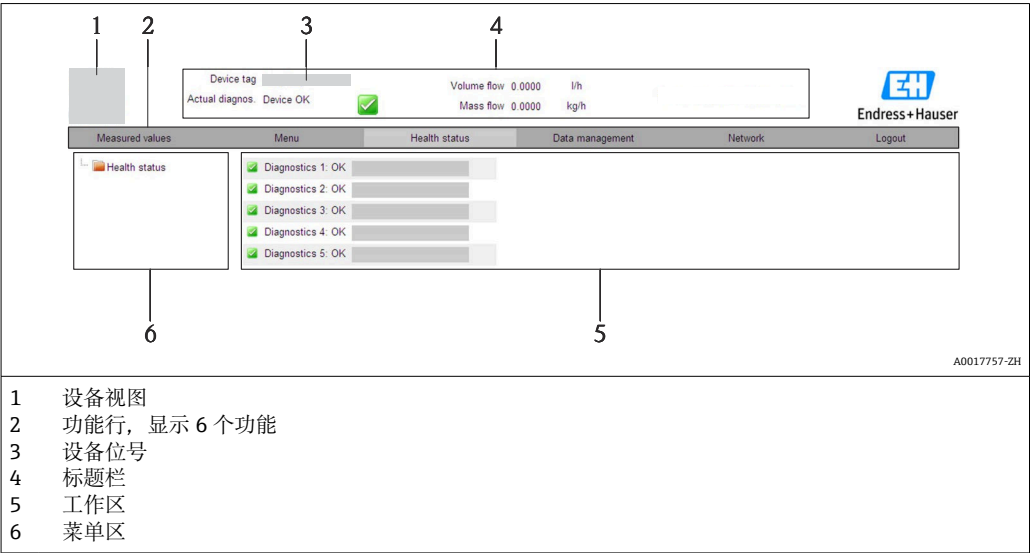 1 2 3 4
Device tag
Volume flow 0.0000 l/h
Actual diagnos. Device OK
Mass flow 0.0000 kg/h
EH
Endress+Hauser
Measured values Menu Health status Data management Network Logout
Health status
Diagnostics 1: OK
Diagnostics 2: OK
Diagnostics 3: OK
Diagnostics 4: OK
Diagnostics 5: OK
6 5
A0017757-ZH
1 设备视图
2 功能行，显示 6 个功能
3 设备位号
4 标题栏
5 工作区
6 菜单区